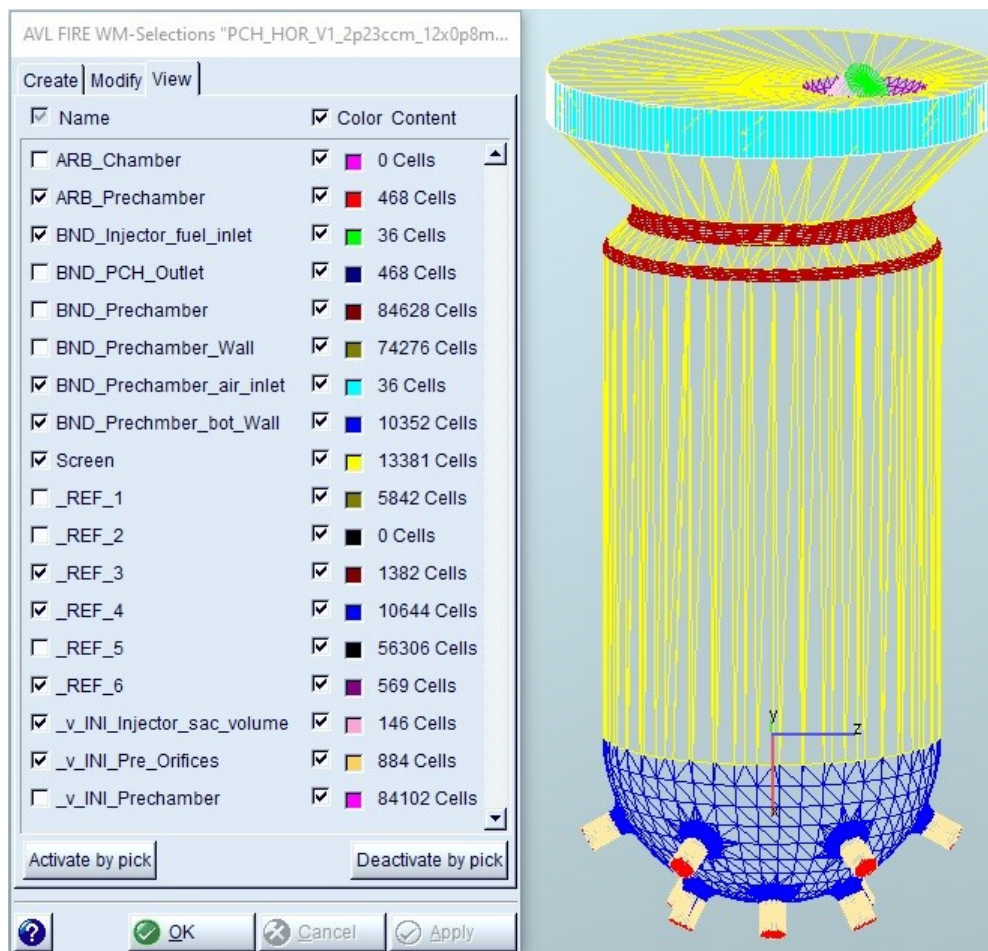 AVL FIRE WM-Selections "PCH_HOR_V1_2p23ccm_12x0p8m...
Create Modify View
Name Color Content
ARB_Chamber 0 Cells
ARB_Prechamber 468 Cells
BND_Injector_fuel_inlet 36 Cells
BND_PCH_Outlet 468 Cells
BND_Prechamber 84628 Cells
BND_Prechamber_Wall 74276 Cells
BND_Prechamber_air_inlet 36 Cells
BND_Prechmber_bot_Wall 10352 Cells
Screen 13381 Cells
_REF_1 5842 Cells
_REF_2 0 Cells
_REF_3 1382 Cells
_REF_4 10644 Cells
_REF_5 56306 Cells
_REF_6 569 Cells
_v_INI_Injector_sac_volume 146 Cells
_v_INI_Pre_Orifices 884 Cells
_v_INI_Prechamber 84102 Cells
Activate by pick Deactivate by pick
? OK Cancel Apply
y
z
x